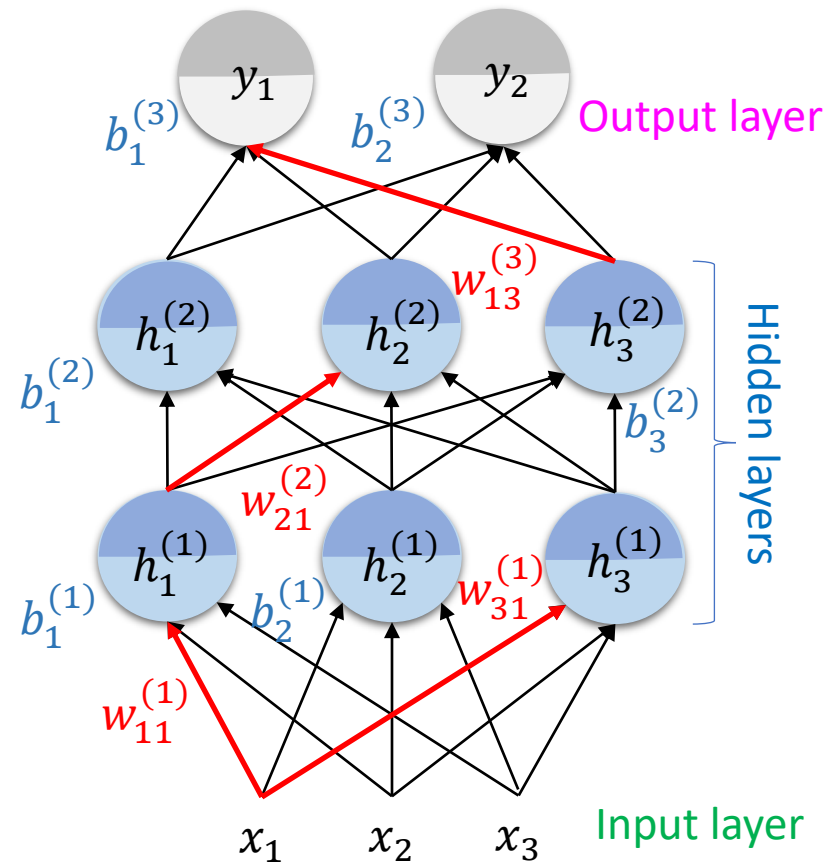 y₁ y₂
b₁⁽³⁾ b₂⁽³⁾ Output layer
w₁₃⁽³⁾
h₁⁽²⁾ h₂⁽²⁾ h₃⁽²⁾
b₁⁽²⁾ b₃⁽²⁾
Hidden layers
w₂₁⁽²⁾
h₁⁽¹⁾ h₂⁽¹⁾ w₃₁⁽¹⁾ h₃⁽¹⁾
b₁⁽¹⁾ b₂⁽¹⁾
w₁₁⁽¹⁾
x₁ x₂ x₃ Input layer